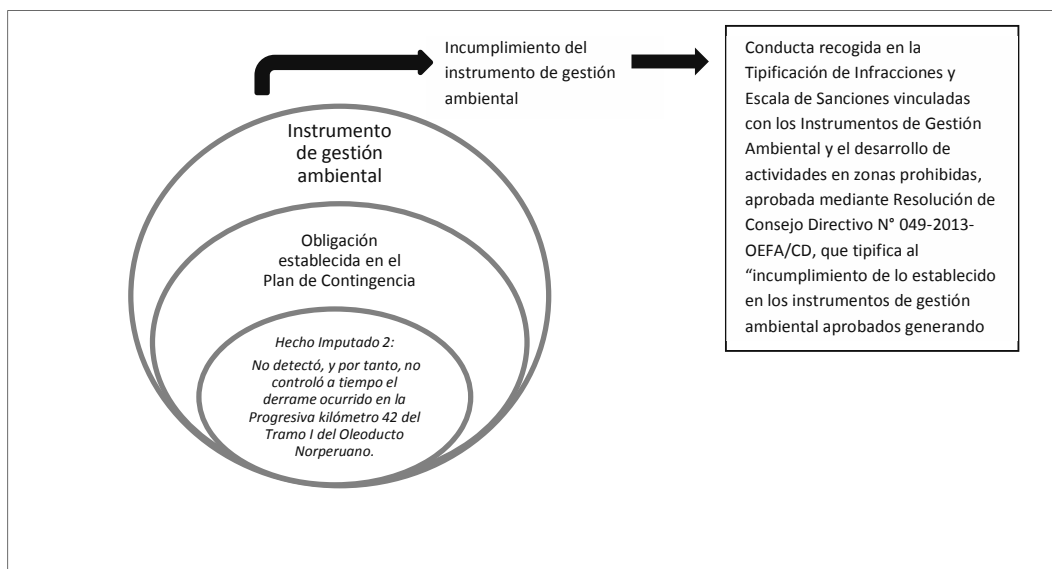 Incumplimiento del
instrumento de gestión
ambiental
Conducta recogida en la
Tipificación de Infracciones y
Escala de Sanciones vinculadas
con los Instrumentos de Gestión
Ambiental y el desarrollo de
actividades en zonas prohibidas,
aprobada mediante Resolución de
Consejo Directivo N° 049-2013-
OEFA/CD, que tipifica al
“incumplimiento de lo establecido
en los instrumentos de gestión
ambiental aprobados generando
Instrumento
de gestión
ambiental
Obligación
establecida en el
Plan de Contingencia
Hecho Imputado 2:
No detectó, y por tanto, no
controló a tiempo el
derrame ocurrido en la
Progresiva kilómetro 42 del
Tramo I del Oleoducto
Norperuano.